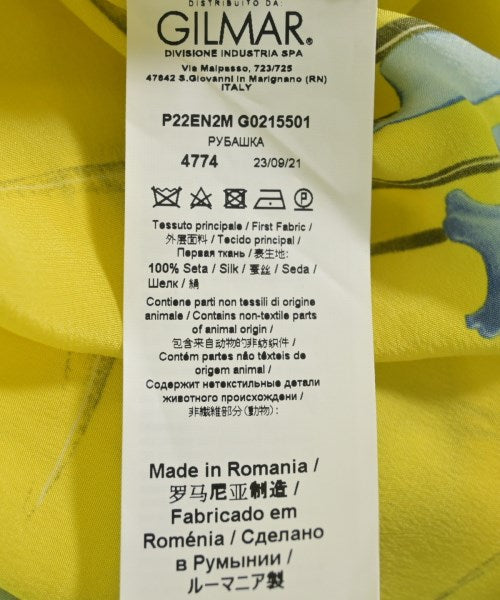 DISTRIBUITO DA:
GILMAR®
DIVISIONE INDUSTRIA SPA
Via Malpasso, 723/725
47842 S.Giovanni in Marignano (RN)
ITALY
P22EN2M G0215501
РУБАШКА
4774 23/09/21
Tessuto principale / First Fabric /
外层面料 / Tecido principal /
Первая ткань / 表生地:
100% Seta / Silk / 蚕丝 / Seda /
Шелк / 絹
Contiene parti non tessili di origine
animale / Contains non-textile parts
of animal origin /
包含来自动物的非纺织件 /
Contém partes não têxteis de
origem animal /
Содержит нетекстильные детали
животного происхождени /
非繊維部分(動物):
Made in Romania /
罗马尼亚制造 /
Fabricado em
Roménia / Сделано
в Румынии /
ルーマニア製